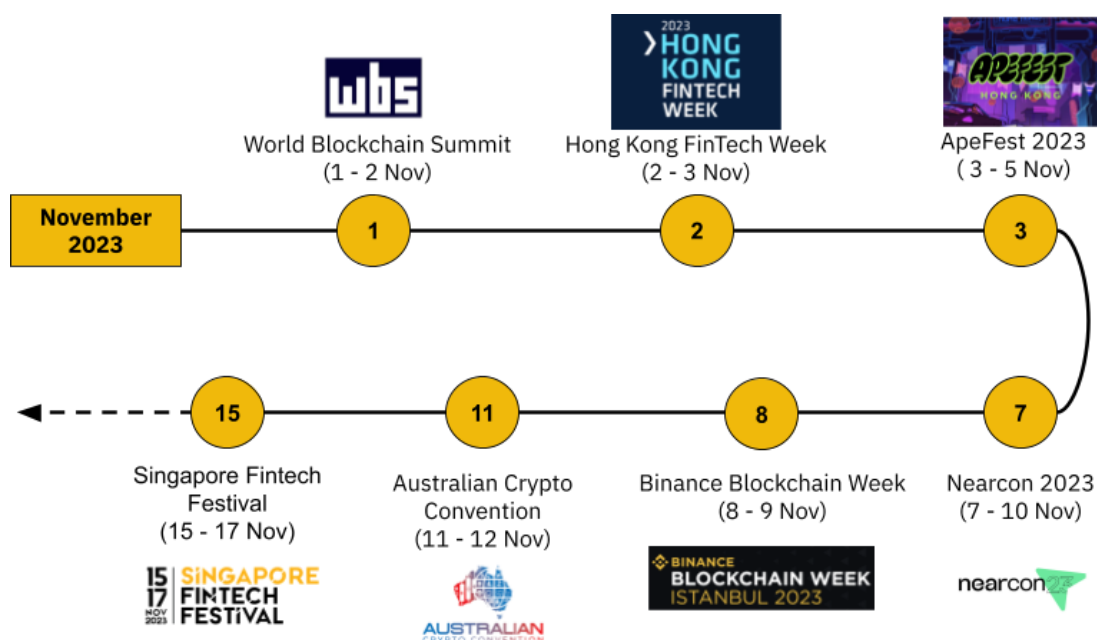 wbs
World Blockchain Summit
(1 - 2 Nov)
2023
HONG
KONG
FINTECH
WEEK
Hong Kong FinTech Week
(2 - 3 Nov)
APEFEST
HONG KONG
ApeFest 2023
( 3 - 5 Nov)
November
2023
1
2
3
15
11
8
7
Singapore Fintech
Festival
(15 - 17 Nov)
15
17
NOV
2023
SiNGAPORE
FiNTECH
FESTiVAL
Australian Crypto
Convention
(11 - 12 Nov)
AUSTRALIAN
CRYPTO CONVENTION
Binance Blockchain Week
(8 - 9 Nov)
BINANCE
BLOCKCHAIN WEEK
ISTANBUL 2023
Nearcon 2023
(7 - 10 Nov)
nearcon23